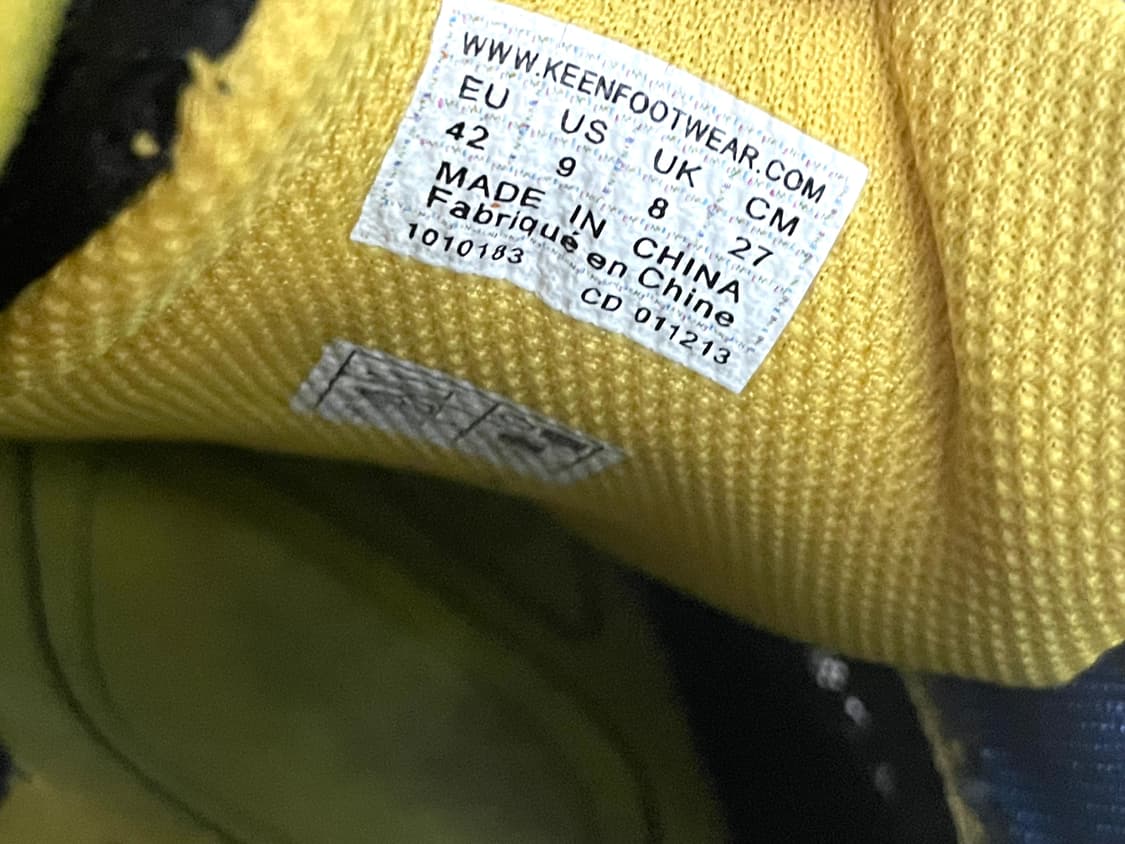 WWW.KEENFOOTWEAR.COM
EU US UK CM
42 9 8 27
MADE IN CHINA
Fabriqué en Chine
1010183 CD 011213